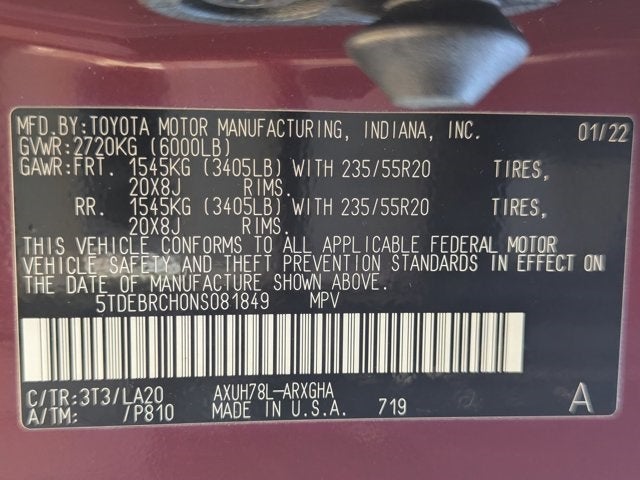 MFD.BY:TOYOTA MOTOR MANUFACTURING, INDIANA, INC. 01/22
GVWR:2720KG (6000LB)
GAWR:FRT. 1545KG (3405LB) WITH 235/55R20 TIRES,
20X8J RIMS.
RR. 1545KG (3405LB) WITH 235/55R20 TIRES,
20X8J RIMS.
THIS VEHICLE CONFORMS TO ALL APPLICABLE FEDERAL MOTOR
VEHICLE SAFETY AND THEFT PREVENTION STANDARDS IN EFFECT ON
THE DATE OF MANUFACTURE SHOWN ABOVE.
5TDEBRCH0NS081849 MPV
C/TR:3T3/LA20 AXUH78L-ARXGHA
A/TM: /P810 MADE IN U.S.A. 719 A